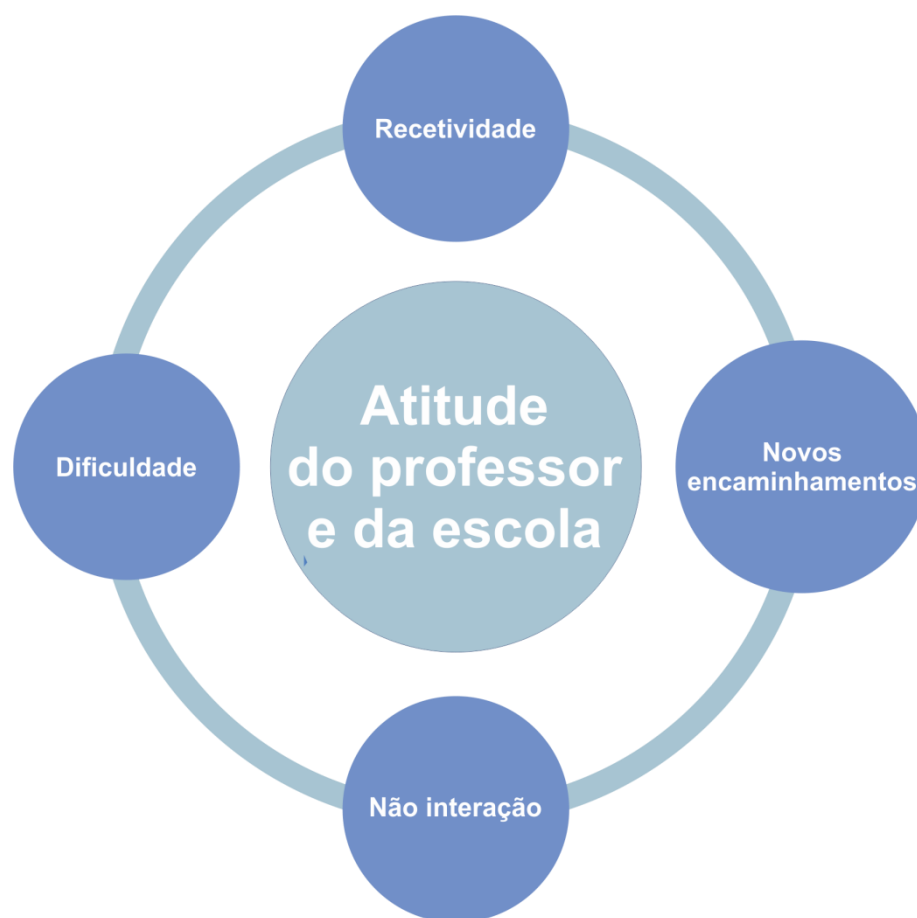 Recetividade
Atitude
do professor
e da escola
Dificuldade
Novos
encaminhamentos
Não interação